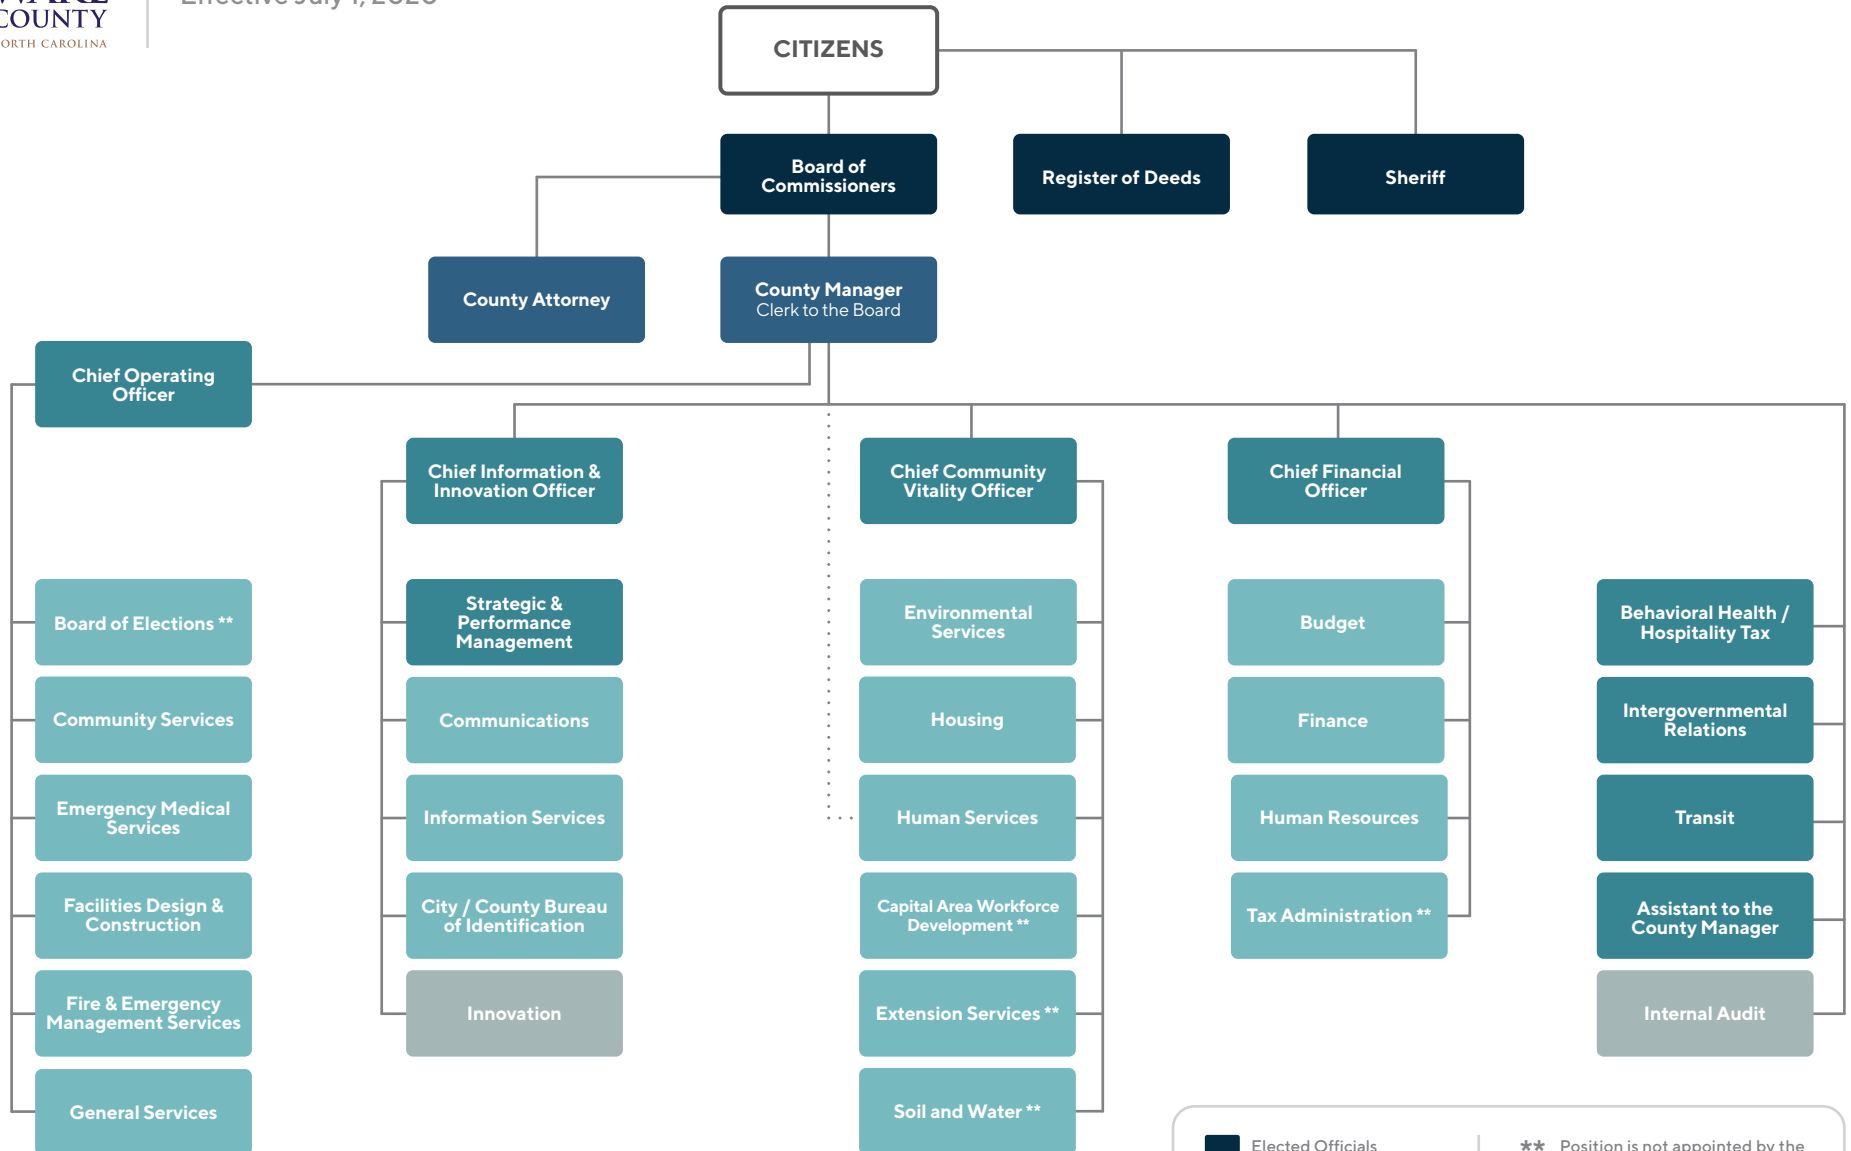 COUNTY
Effective July 1, 2020
CITIZENS
Board of
Commissioners
Register of Deeds
Sheriff
County Attorney
County Manager
Clerk to the Board
Chief Operating
Officer
Chief Information &
Innovation Officer
Chief Community
Vitality Officer
Chief Financial
Officer
Board of Elections **
Community Services
Emergency Medical
Services
Facilities Design &
Construction
Fire & Emergency
Management Services
General Services
Strategic &
Performance
Management
Communications
Information Services
City / County Bureau
of Identification
Innovation
Environmental
Services
Housing
Human Services
Capital Area Workforce
Development **
Extension Services **
Soil and Water **
Budget
Finance
Human Resources
Tax Administration **
Behavioral Health /
Hospitality Tax
Intergovernmental
Relations
Transit
Assistant to the
County Manager
Internal Audit
Elected Officials
** Position is not appointed by the